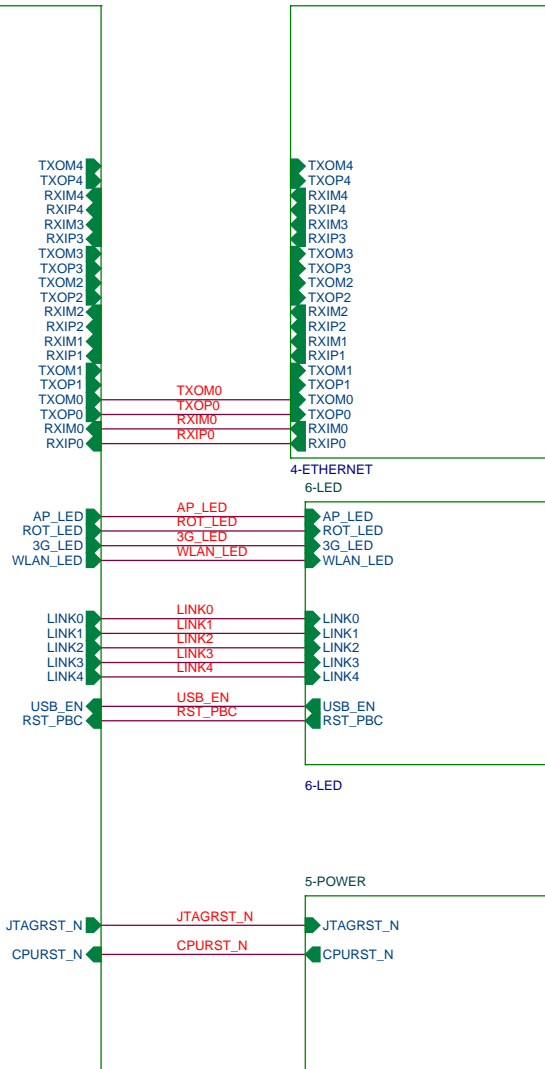 TXOM4 TXOM4
TXOP4 TXOP4
RXIM4 RXIM4
RXIP4 RXIP4
RXIM3 RXIM3
RXIP3 RXIP3
TXOM3 TXOM3
TXOP3 TXOP3
TXOM2 TXOM2
TXOP2 TXOP2
RXIM2 RXIM2
RXIP2 RXIP2
RXIM1 RXIM1
RXIP1 RXIP1
TXOM1 TXOM1
TXOP1 TXOP1
TXOM0 TXOM0 TXOM0
TXOP0 TXOP0 TXOP0
RXIM0 RXIM0 RXIM0
RXIP0 RXIP0 RXIP0
4-ETHERNET
6-LED
AP_LED AP_LED AP_LED
ROT_LED ROT_LED ROT_LED
3G_LED 3G_LED 3G_LED
WLAN_LED WLAN_LED WLAN_LED
LINK0 LINK0 LINK0
LINK1 LINK1 LINK1
LINK2 LINK2 LINK2
LINK3 LINK3 LINK3
LINK4 LINK4 LINK4
USB_EN USB_EN USB_EN
RST_PBC RST_PBC RST_PBC
6-LED
5-POWER
JTAGRST_N JTAGRST_N JTAGRST_N
CPURST_N CPURST_N CPURST_N